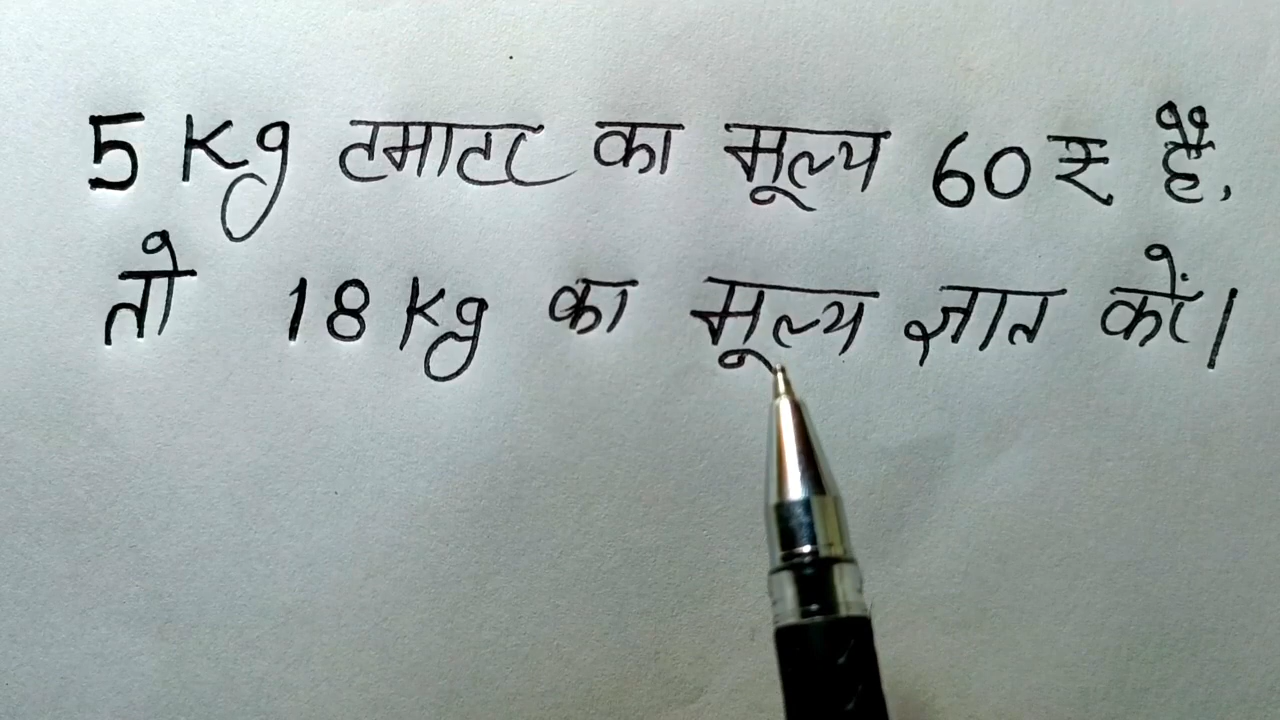 5 Kg टमाटर का मूल्य 60 ₹ है,
तो 18 Kg का मूल्य ज्ञात करें।